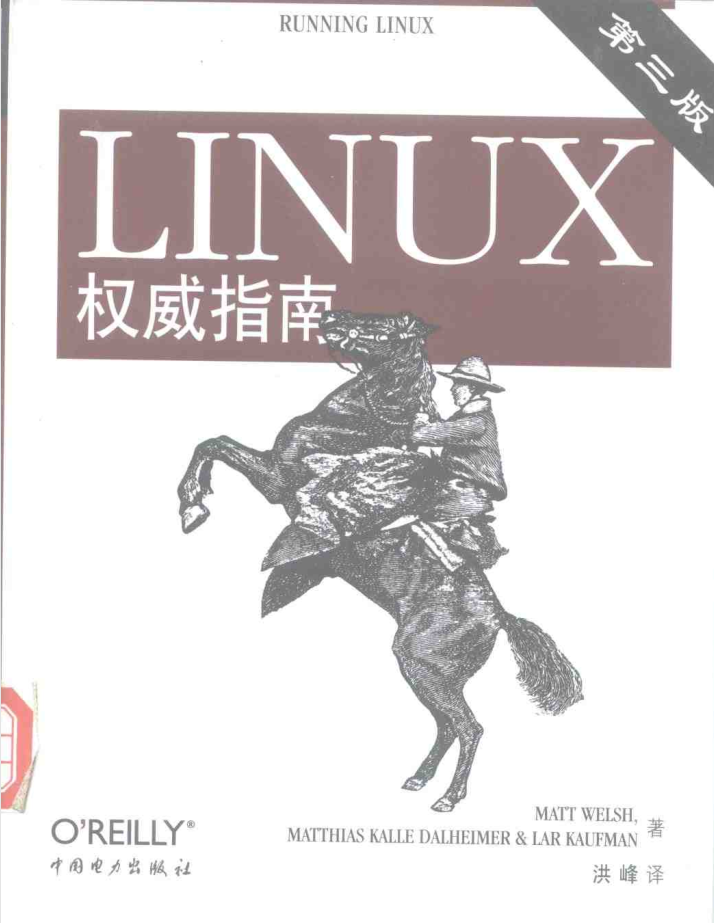 RUNNING LINUX
第三版
LINUX
权威指南
MATT WELSH,
MATTHIAS KALLE DALHEIMER & LAR KAUFMAN 著
洪峰 译
O'REILLY®
中国电力出版社